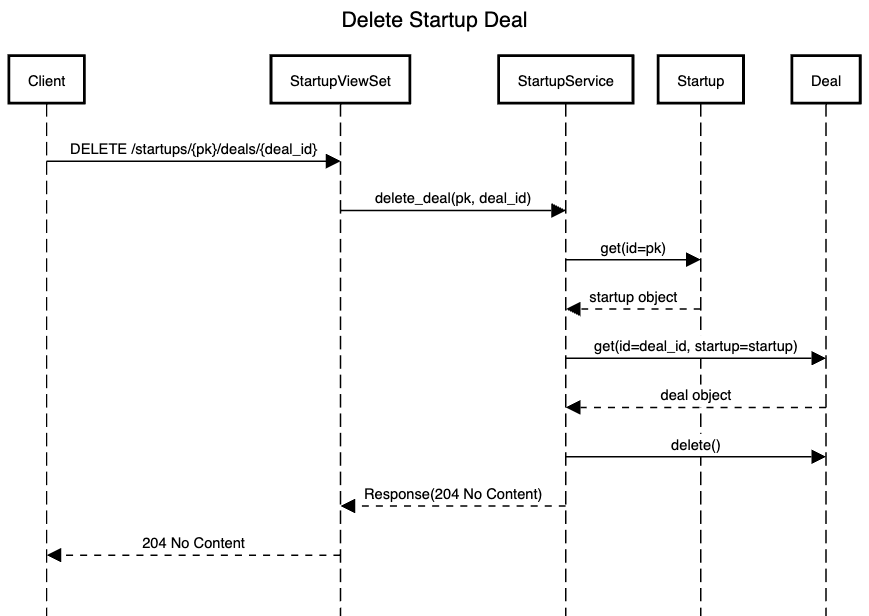 Delete Startup Deal
Client
StartupViewSet
StartupService
Startup
Deal
DELETE /startups/{pk}/deals/{deal_id}
delete_deal(pk, deal_id)
get(id=pk)
startup object
get(id=deal_id, startup=startup)
deal object
delete()
Response(204 No Content)
204 No Content